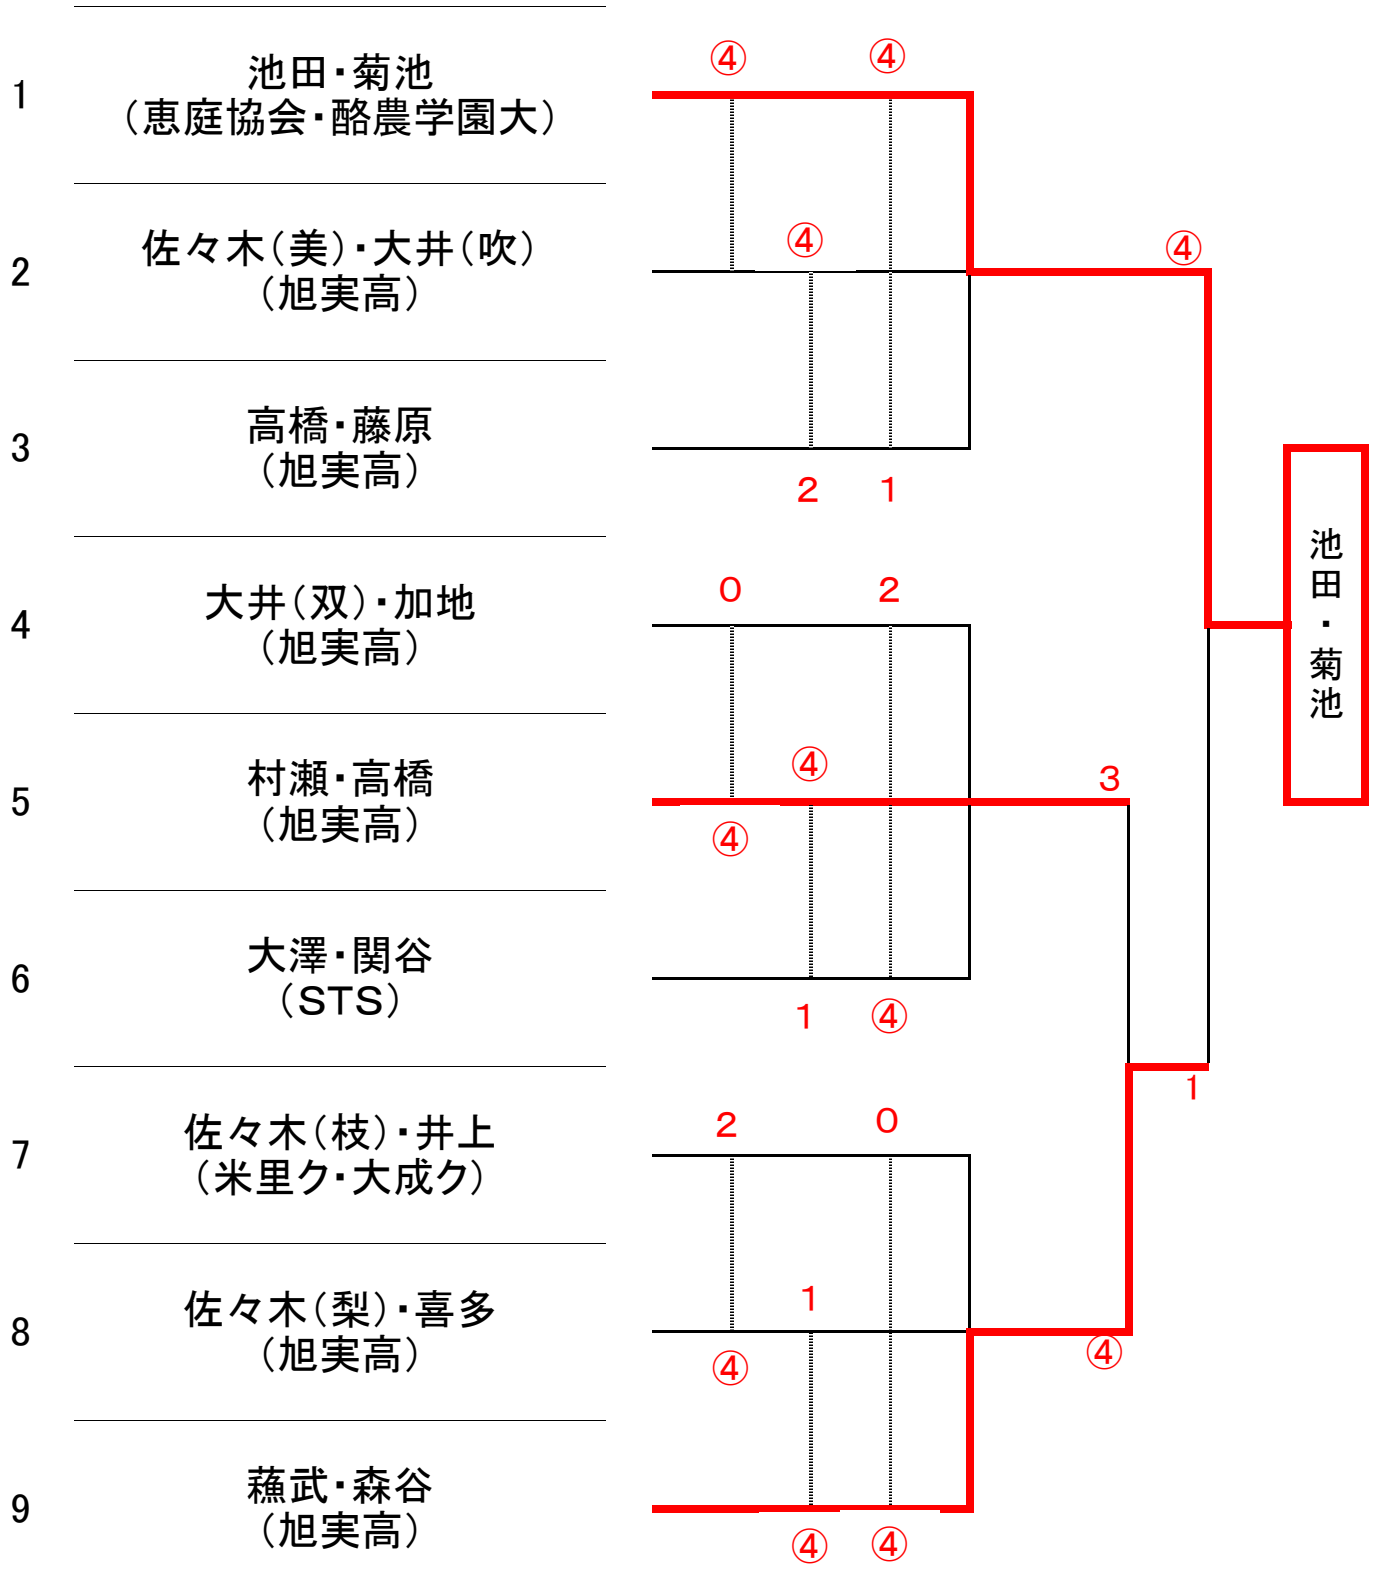 1
池田・菊池
（恵庭協会・酪農学園大）
④
④
2
佐々木（美）・大井（吹）
（旭実高）
④
④
3
高橋・藤原
（旭実高）
2
1
4
大井（双）・加地
（旭実高）
0
2
池田・菊池
5
村瀬・高橋
（旭実高）
④
3
④
6
大澤・関谷
（STS）
1
④
1
7
佐々木（枝）・井上
（米里ク・大成ク）
2
0
8
佐々木（梨）・喜多
（旭実高）
1
④
④
9
蕪武・森谷
（旭実高）
④
④